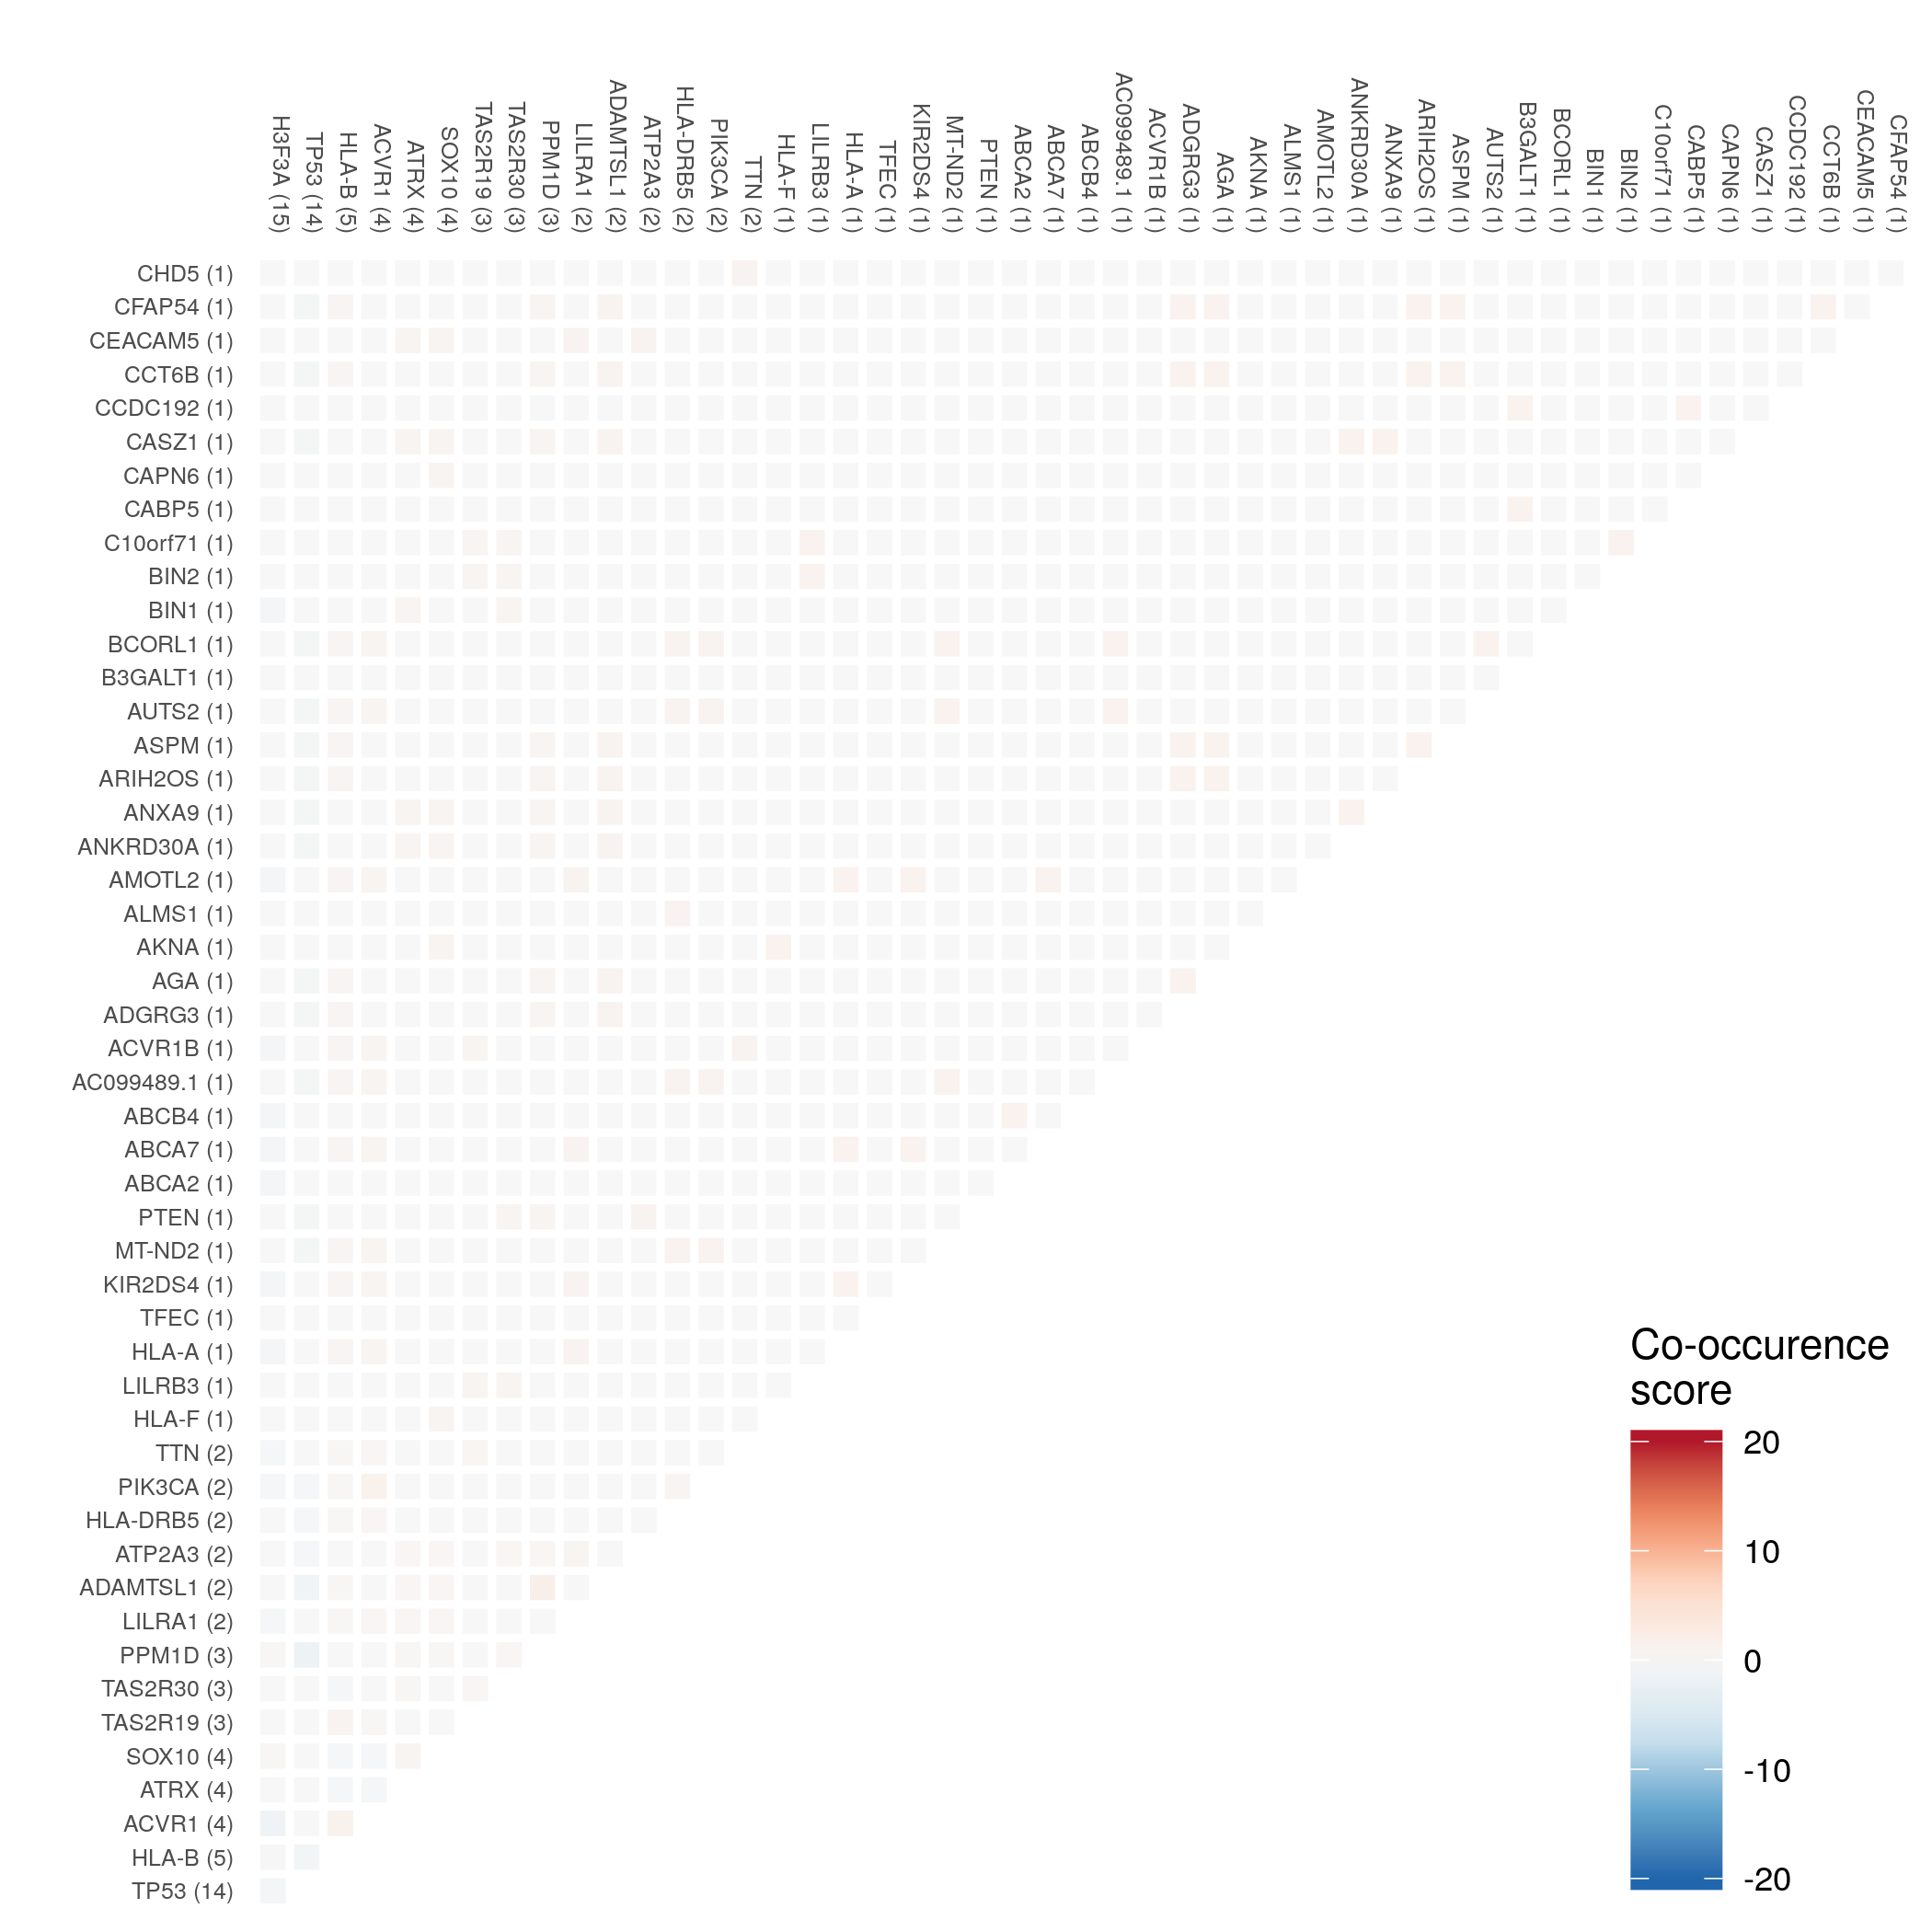 H3F3A (15)
TP53 (14)
HLA-B (5)
ACVR1 (4)
ATRX (4)
SOX10 (4)
TAS2R19 (3)
TAS2R30 (3)
PPM1D (3)
LILRA1 (2)
ADAMTSL1 (2)
ATP2A3 (2)
HLA-DRB5 (2)
PIK3CA (2)
TTN (2)
HLA-F (1)
LILRB3 (1)
HLA-A (1)
TFEC (1)
KIR2DS4 (1)
MT-ND2 (1)
PTEN (1)
ABCA2 (1)
ABCA7 (1)
ABCB4 (1)
AC099489.1 (1)
ACVR1B (1)
ADGRG3 (1)
AGA (1)
AKNA (1)
ALMS1 (1)
AMOTL2 (1)
ANKRD30A (1)
ANXA9 (1)
ARIH2OS (1)
ASPM (1)
AUTS2 (1)
B3GALT1 (1)
BCORL1 (1)
BIN1 (1)
BIN2 (1)
C10orf71 (1)
CABP5 (1)
CAPN6 (1)
CASZ1 (1)
CCDC192 (1)
CCT6B (1)
CEACAM5 (1)
CFAP54 (1)
CHD5 (1)
CFAP54 (1)
CEACAM5 (1)
CCT6B (1)
CCDC192 (1)
CASZ1 (1)
CAPN6 (1)
CABP5 (1)
C10orf71 (1)
BIN2 (1)
BIN1 (1)
BCORL1 (1)
B3GALT1 (1)
AUTS2 (1)
ASPM (1)
ARIH2OS (1)
ANXA9 (1)
ANKRD30A (1)
AMOTL2 (1)
ALMS1 (1)
AKNA (1)
AGA (1)
ADGRG3 (1)
ACVR1B (1)
AC099489.1 (1)
ABCB4 (1)
ABCA7 (1)
ABCA2 (1)
PTEN (1)
MT-ND2 (1)
KIR2DS4 (1)
TFEC (1)
HLA-A (1)
LILRB3 (1)
HLA-F (1)
TTN (2)
PIK3CA (2)
HLA-DRB5 (2)
ATP2A3 (2)
ADAMTSL1 (2)
LILRA1 (2)
PPM1D (3)
TAS2R30 (3)
TAS2R19 (3)
SOX10 (4)
ATRX (4)
ACVR1 (4)
HLA-B (5)
TP53 (14)
Co-occurence
score
20
10
0
-10
-20